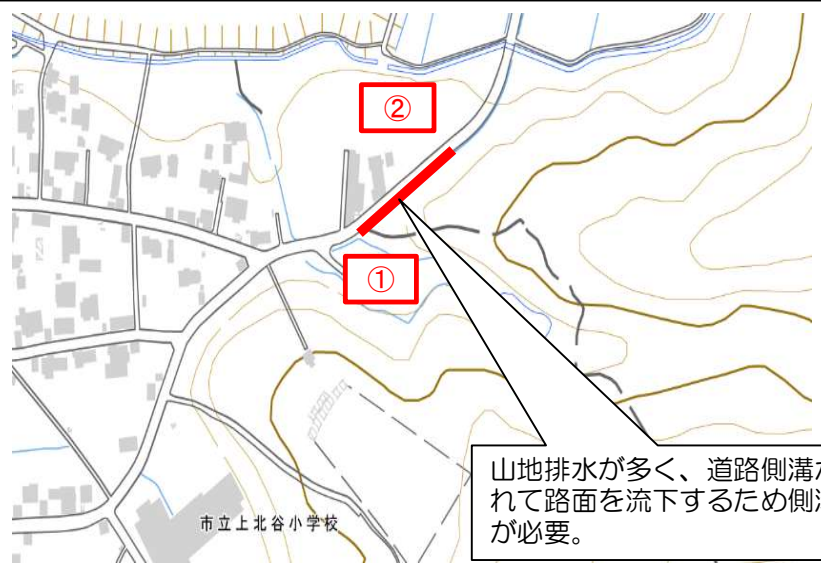 ②
①
山地排水が多く、道路側溝か
れて路面を流下するため側
が必要。
市立上北谷小学校